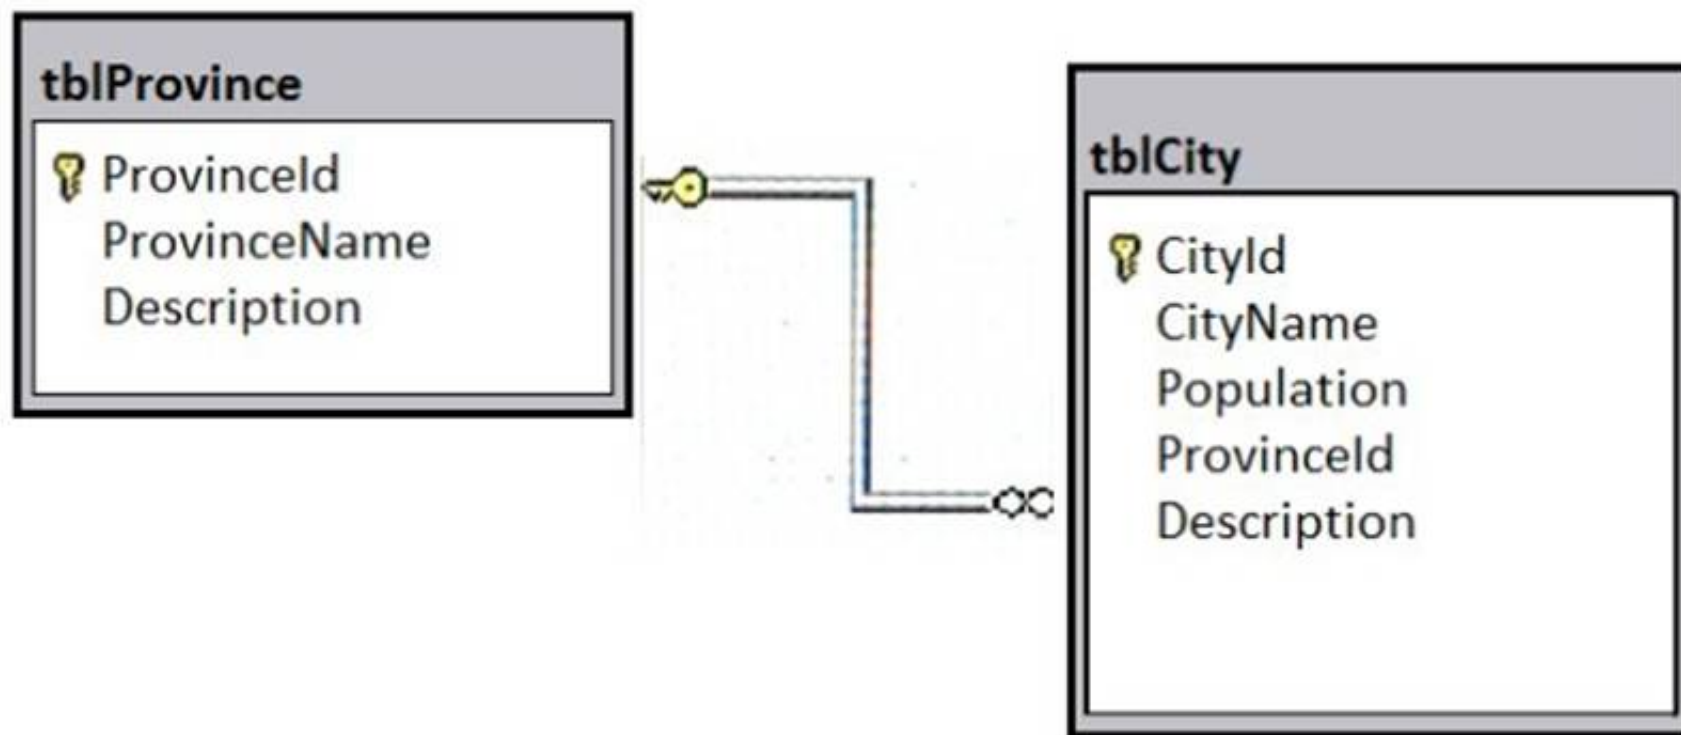 tblProvince
ProvinceId
ProvinceName
Description
tblCity
CityId
CityName
Population
ProvinceId
Description